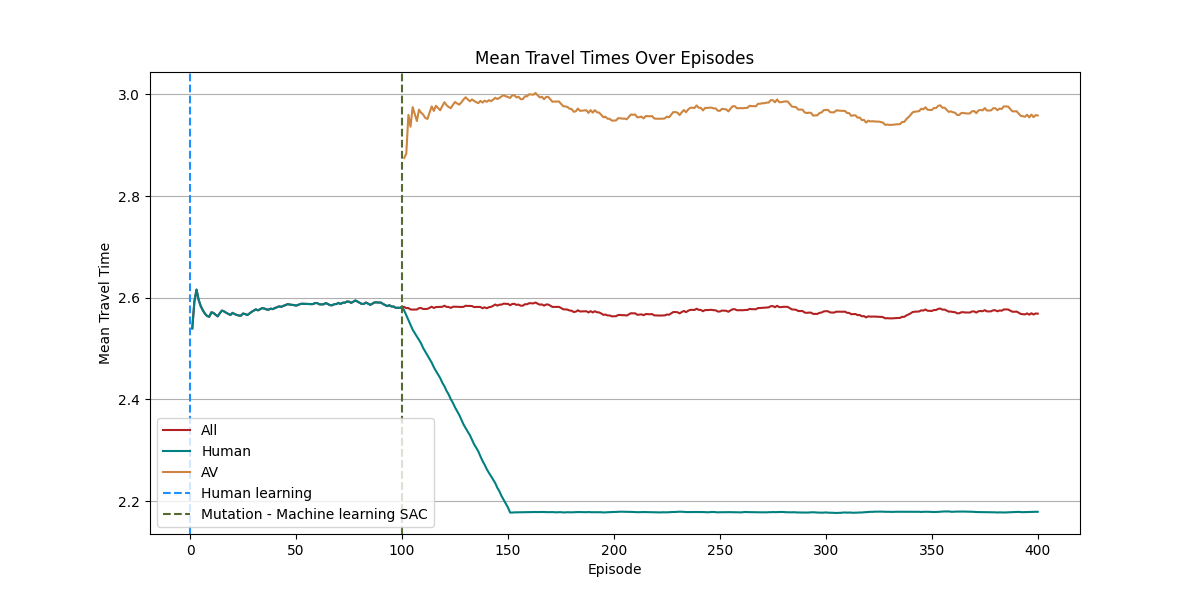 Mean Travel Times Over Episodes
Mean Travel Time
3.0
2.8
2.6
2.4
2.2
All
Human
AV
Human learning
Mutation - Machine learning SAC
0 50 100 150 200 250 300 350 400
Episode